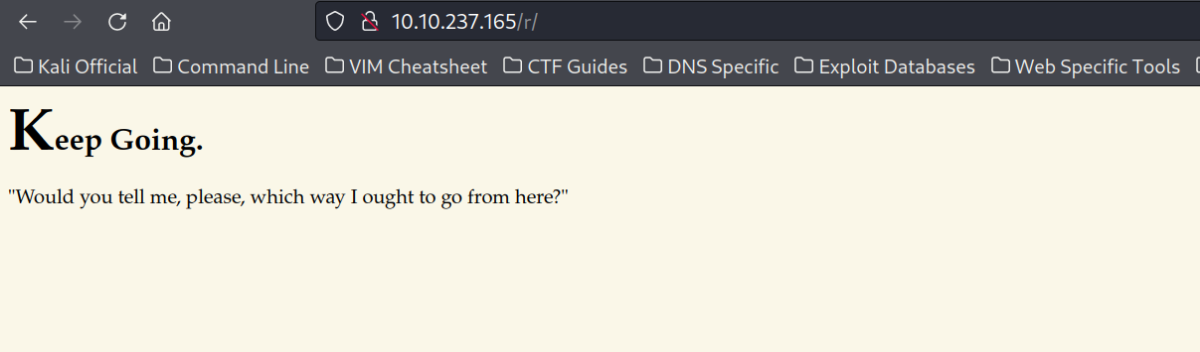 10.10.237.165/r/
Kali Official Command Line VIM Cheatsheet CTF Guides DNS Specific Exploit Databases Web Specific Tools
Keep Going.
"Would you tell me, please, which way I ought to go from here?"